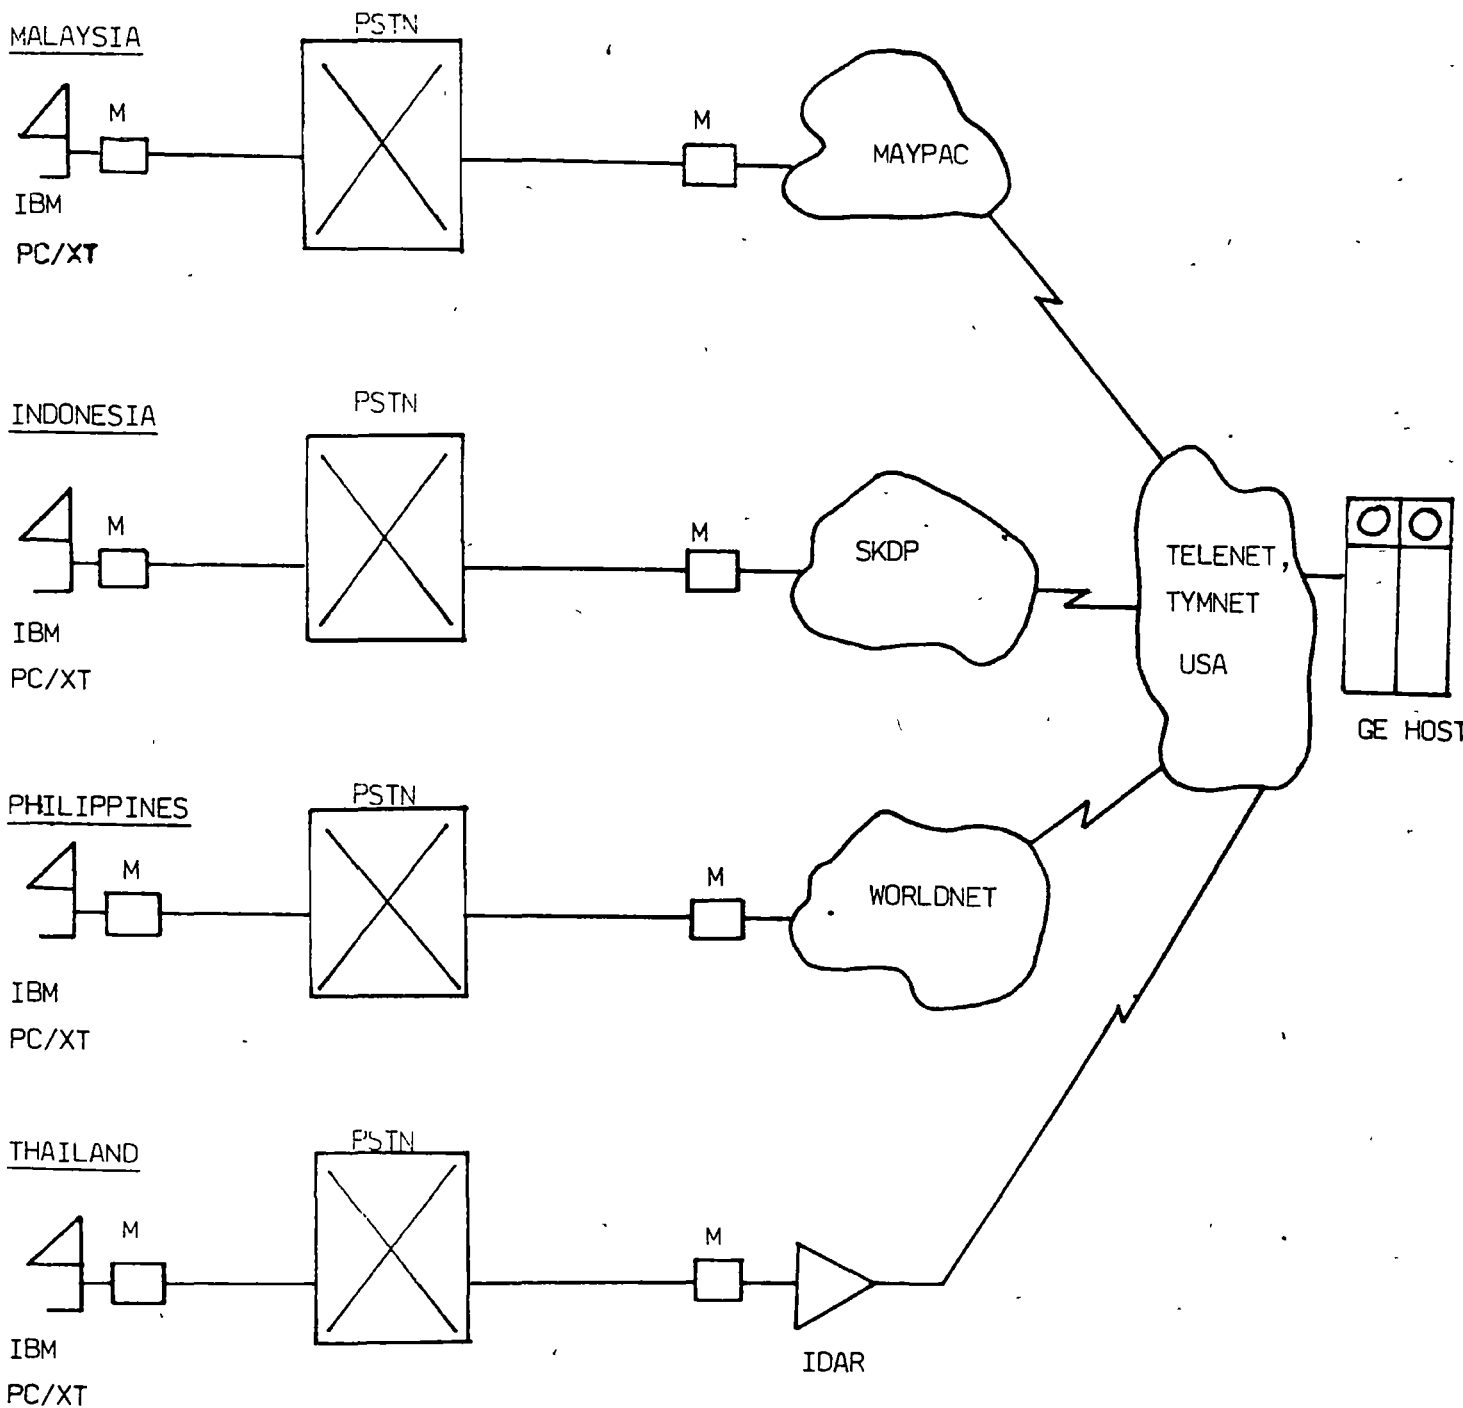 MALAYSIA
PSTN
M
M
MAYPAC
IBM
PC/XT
INDONESIA
PSTN
M
M
SKDP
IBM
PC/XT
TELENET,
TYMNET
USA
GE HOST
PHILIPPINES
PSTN
M
M
WORLDNET
IBM
PC/XT
THAILAND
PSTN
M
M
IDAR
IBM
PC/XT